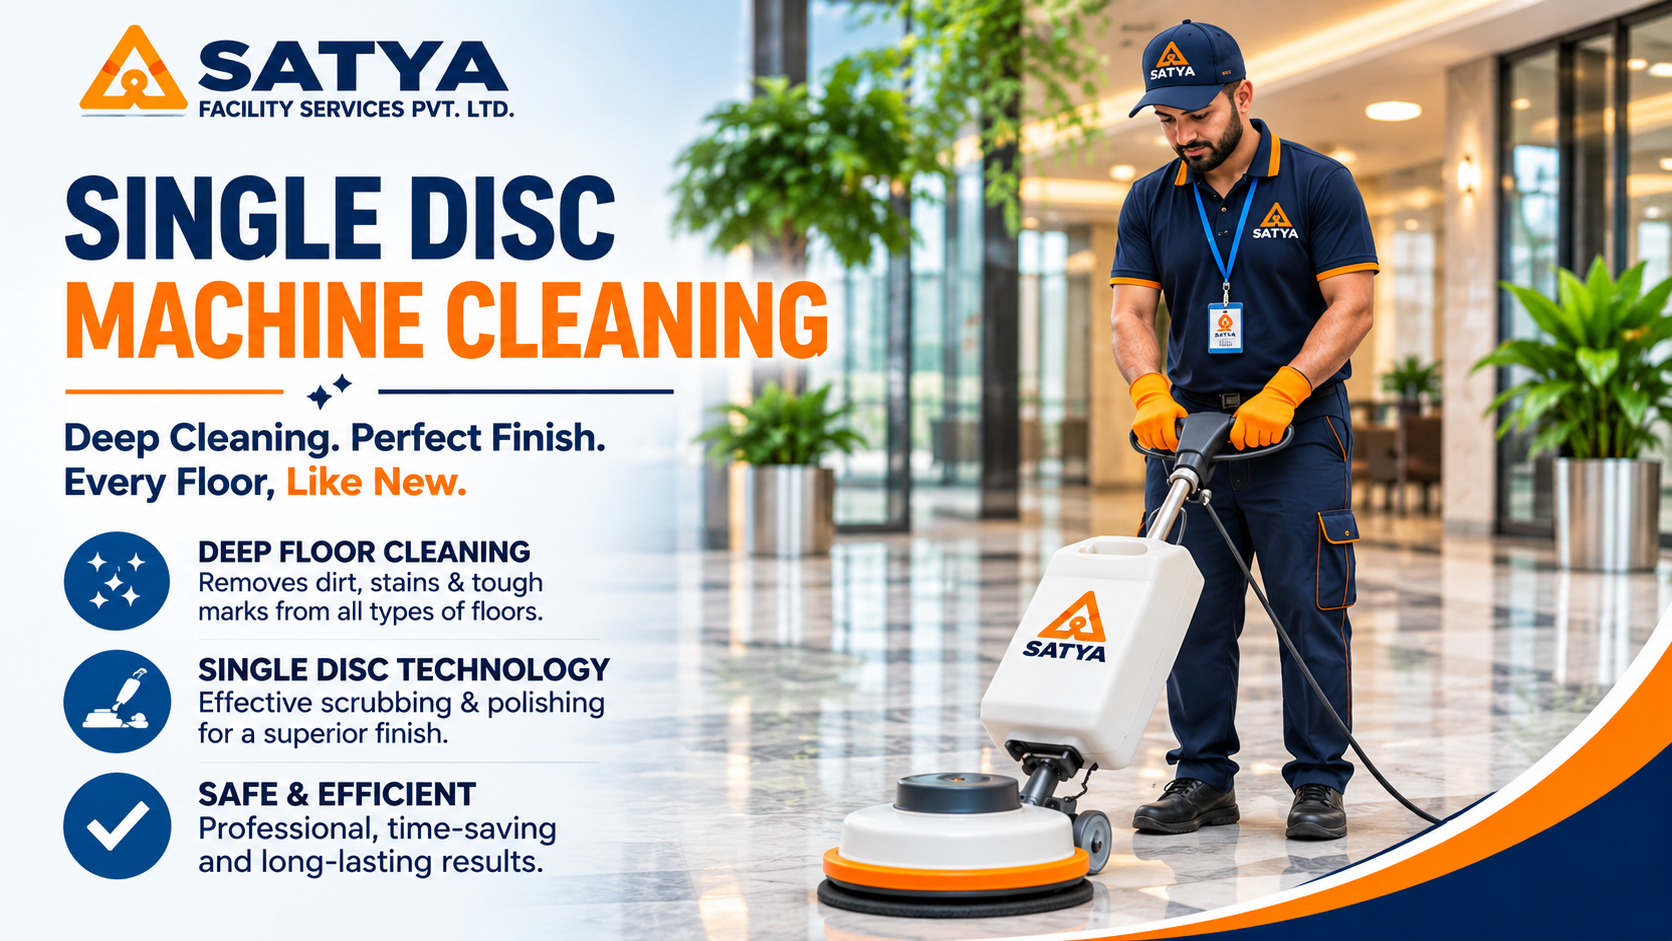 SATYA
FACILITY SERVICES PVT. LTD.
SINGLE DISC
MACHINE CLEANING
Deep Cleaning. Perfect Finish.
Every Floor, Like New.
DEEP FLOOR CLEANING
Removes dirt, stains & tough
marks from all types of floors.
SINGLE DISC TECHNOLOGY
Effective scrubbing & polishing
for a superior finish.
SAFE & EFFICIENT
Professional, time-saving
and long-lasting results.
SATYA
SATYA
SATYA
SATYA